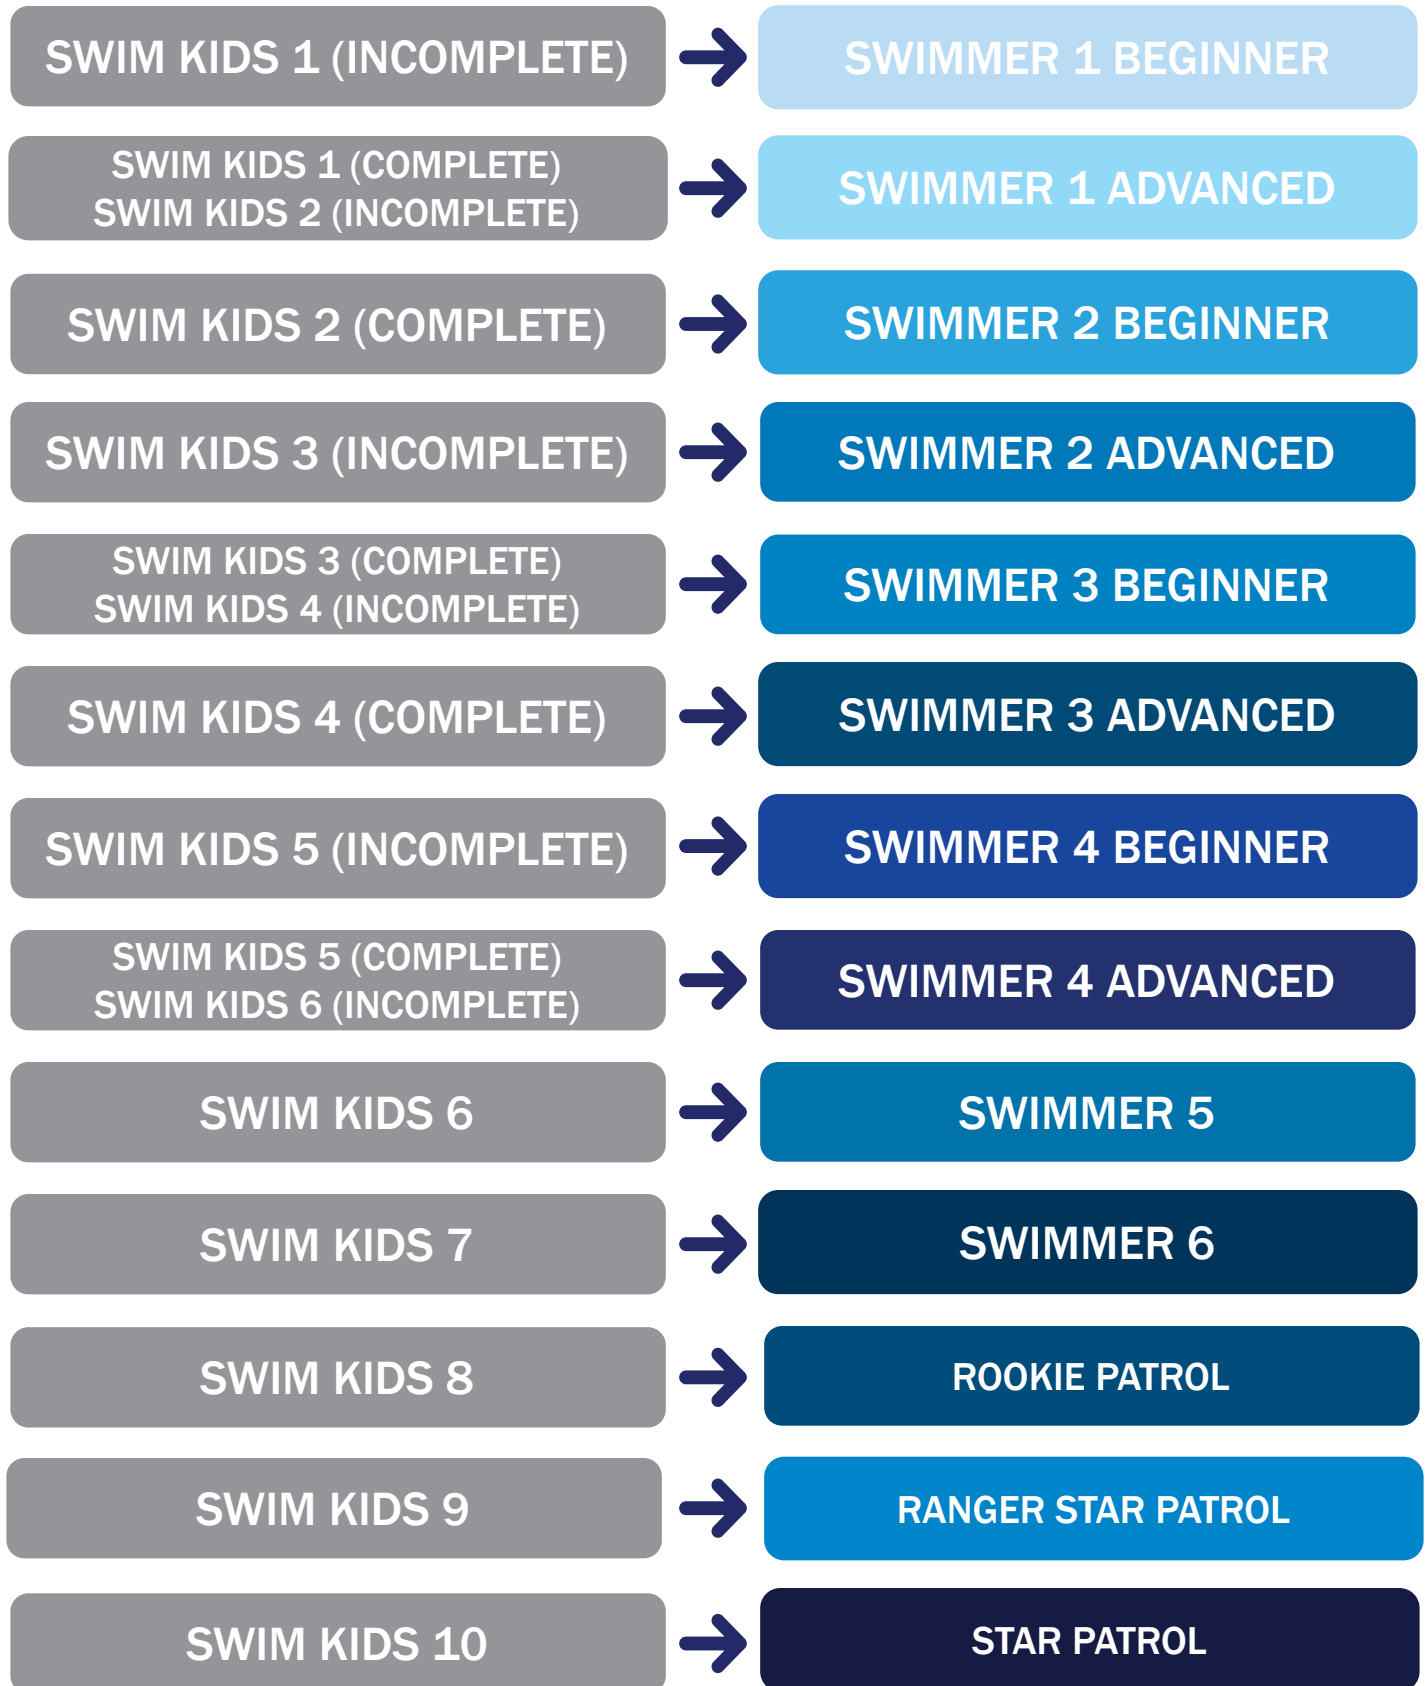 SWIM KIDS 1 (INCOMPLETE)
SWIMMER 1 BEGINNER
SWIM KIDS 1 (COMPLETE)
SWIM KIDS 2 (INCOMPLETE)
SWIMMER 1 ADVANCED
SWIM KIDS 2 (COMPLETE)
SWIMMER 2 BEGINNER
SWIM KIDS 3 (INCOMPLETE)
SWIMMER 2 ADVANCED
SWIM KIDS 3 (COMPLETE)
SWIM KIDS 4 (INCOMPLETE)
SWIMMER 3 BEGINNER
SWIM KIDS 4 (COMPLETE)
SWIMMER 3 ADVANCED
SWIM KIDS 5 (INCOMPLETE)
SWIMMER 4 BEGINNER
SWIM KIDS 5 (COMPLETE)
SWIM KIDS 6 (INCOMPLETE)
SWIMMER 4 ADVANCED
SWIM KIDS 6
SWIMMER 5
SWIM KIDS 7
SWIMMER 6
SWIM KIDS 8
ROOKIE PATROL
SWIM KIDS 9
RANGER STAR PATROL
SWIM KIDS 10
STAR PATROL